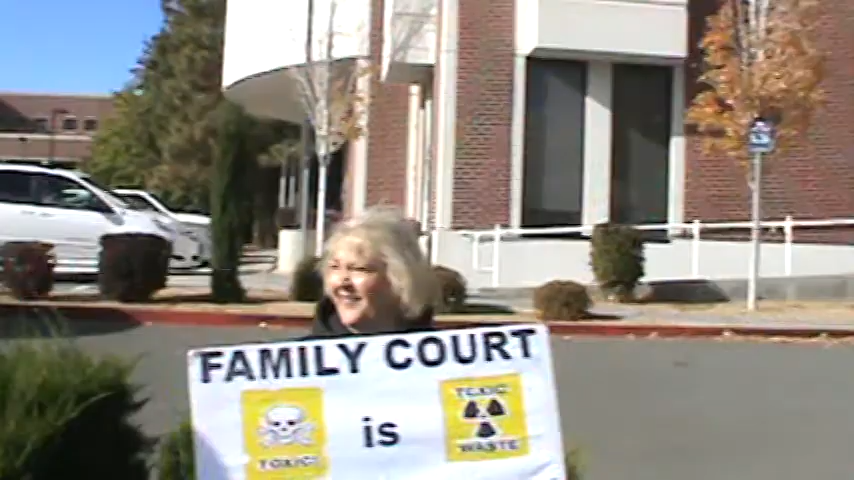 FAMILY COURT
TOXIC!
is
TOXIC
WASTE